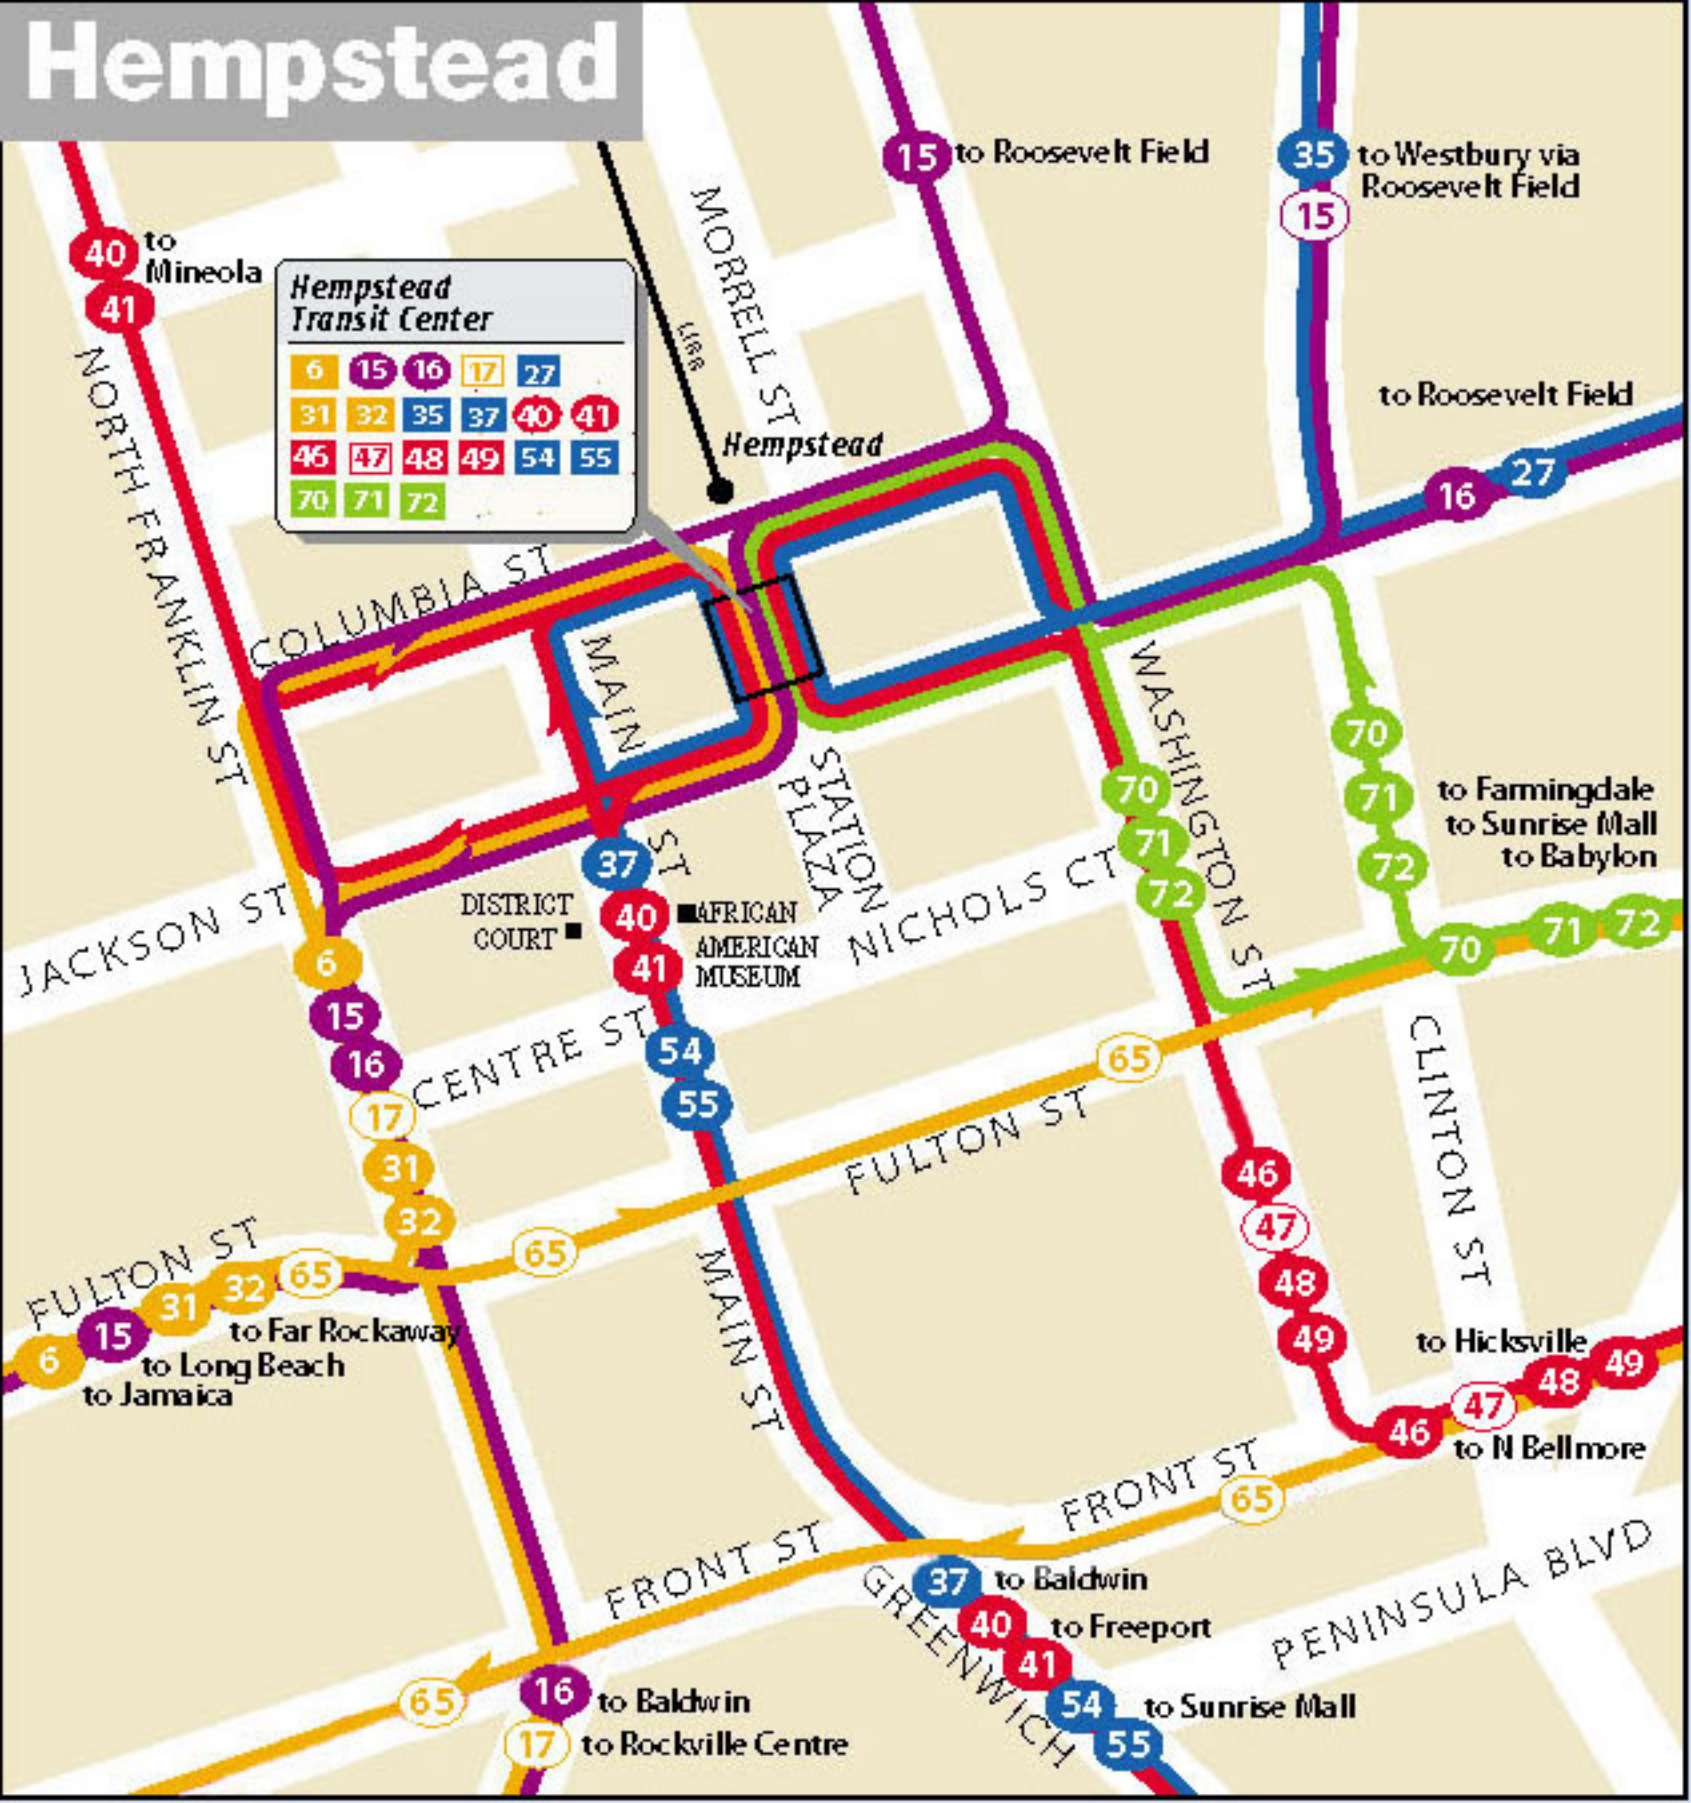 Hempstead
15 to Roosevelt Field
35 to Westbury via
Roosevelt Field
15
40 to
Mineola
41
Hempstead
Transit Center
6 15 16 17 27
31 32 35 37 40 41
46 47 48 49 54 55
70 71 72
LIRR
MORRELL ST
Hempstead
to Roosevelt Field
16 27
NORTH FRANKLIN ST
COLUMBIA ST
MAIN ST
STATION
PLAZA
WASHINGTON ST
70
71
72
70
71
72
to Farmingdale
to Sunrise Mall
to Babylon
70 71 72
JACKSON ST
NICHOLS CT
37
40
41
DISTRICT
COURT
AFRICAN
AMERICAN
MUSEUM
54
55
6
15
16
17
31
32
CENTRE ST
65
FULTON ST
CLINTON ST
FULTON ST
65
6 15 31 32 65
to Far Rockaway
to Long Beach
to Jamaica
MAIN ST
46
47
48
49
to Hicksville
46 47 48 49
to N Bellmore
FRONT ST
65
FRONT ST
GREENWICH
PENINSULA BLVD
37 to Baldwin
40 to Freeport
41
54 to Sunrise Mall
55
65
16 to Baldwin
17 to Rockville Centre